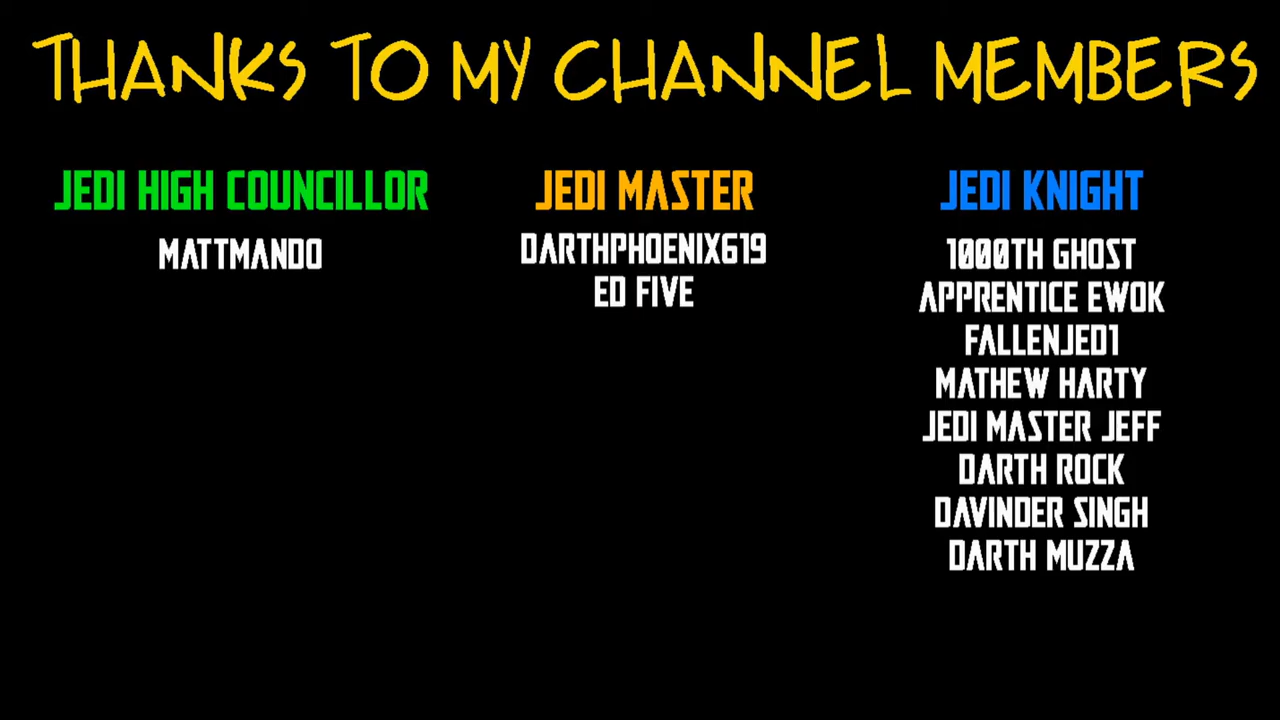 THANKS TO MY CHANNEL MEMBERS
JEDI HIGH COUNCILLOR
MATTMANDO
JEDI MASTER
DARTHPHOENIX619
ED FIVE
JEDI KNIGHT
1000TH GHOST
APPRENTICE EWOK
FALLENJED1
MATHEW HARTY
JEDI MASTER JEFF
DARTH ROCK
DAVINDER SINGH
DARTH MUZZA